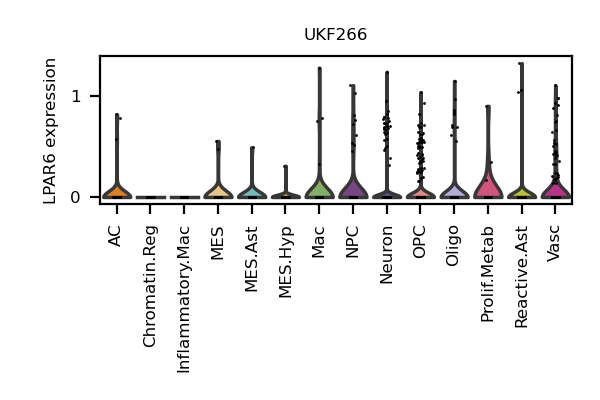 UKF266
LPAR6 expression
1
0
AC
Chromatin.Reg
Inflammatory.Mac
MES
MES.Ast
MES.Hyp
Mac
NPC
Neuron
OPC
Oligo
Prolif.Metab
Reactive.Ast
Vasc